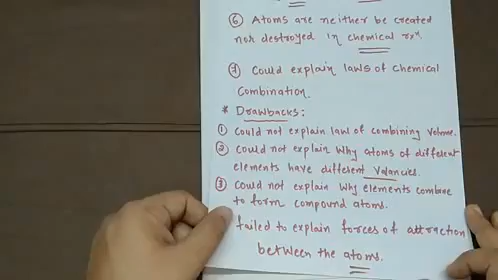 ⑥ Atoms are neither be created
nor destroyed in chemical rxn.
⑦ Could explain laws of chemical
Combination.
* Drawbacks:
① Could not explain law of combining volume.
② Could not explain Why atoms of different
elements have different Valancies.
③ Could not explain Why elements combine
to form compound atoms.
failed to explain forces of attraction
between the atoms.